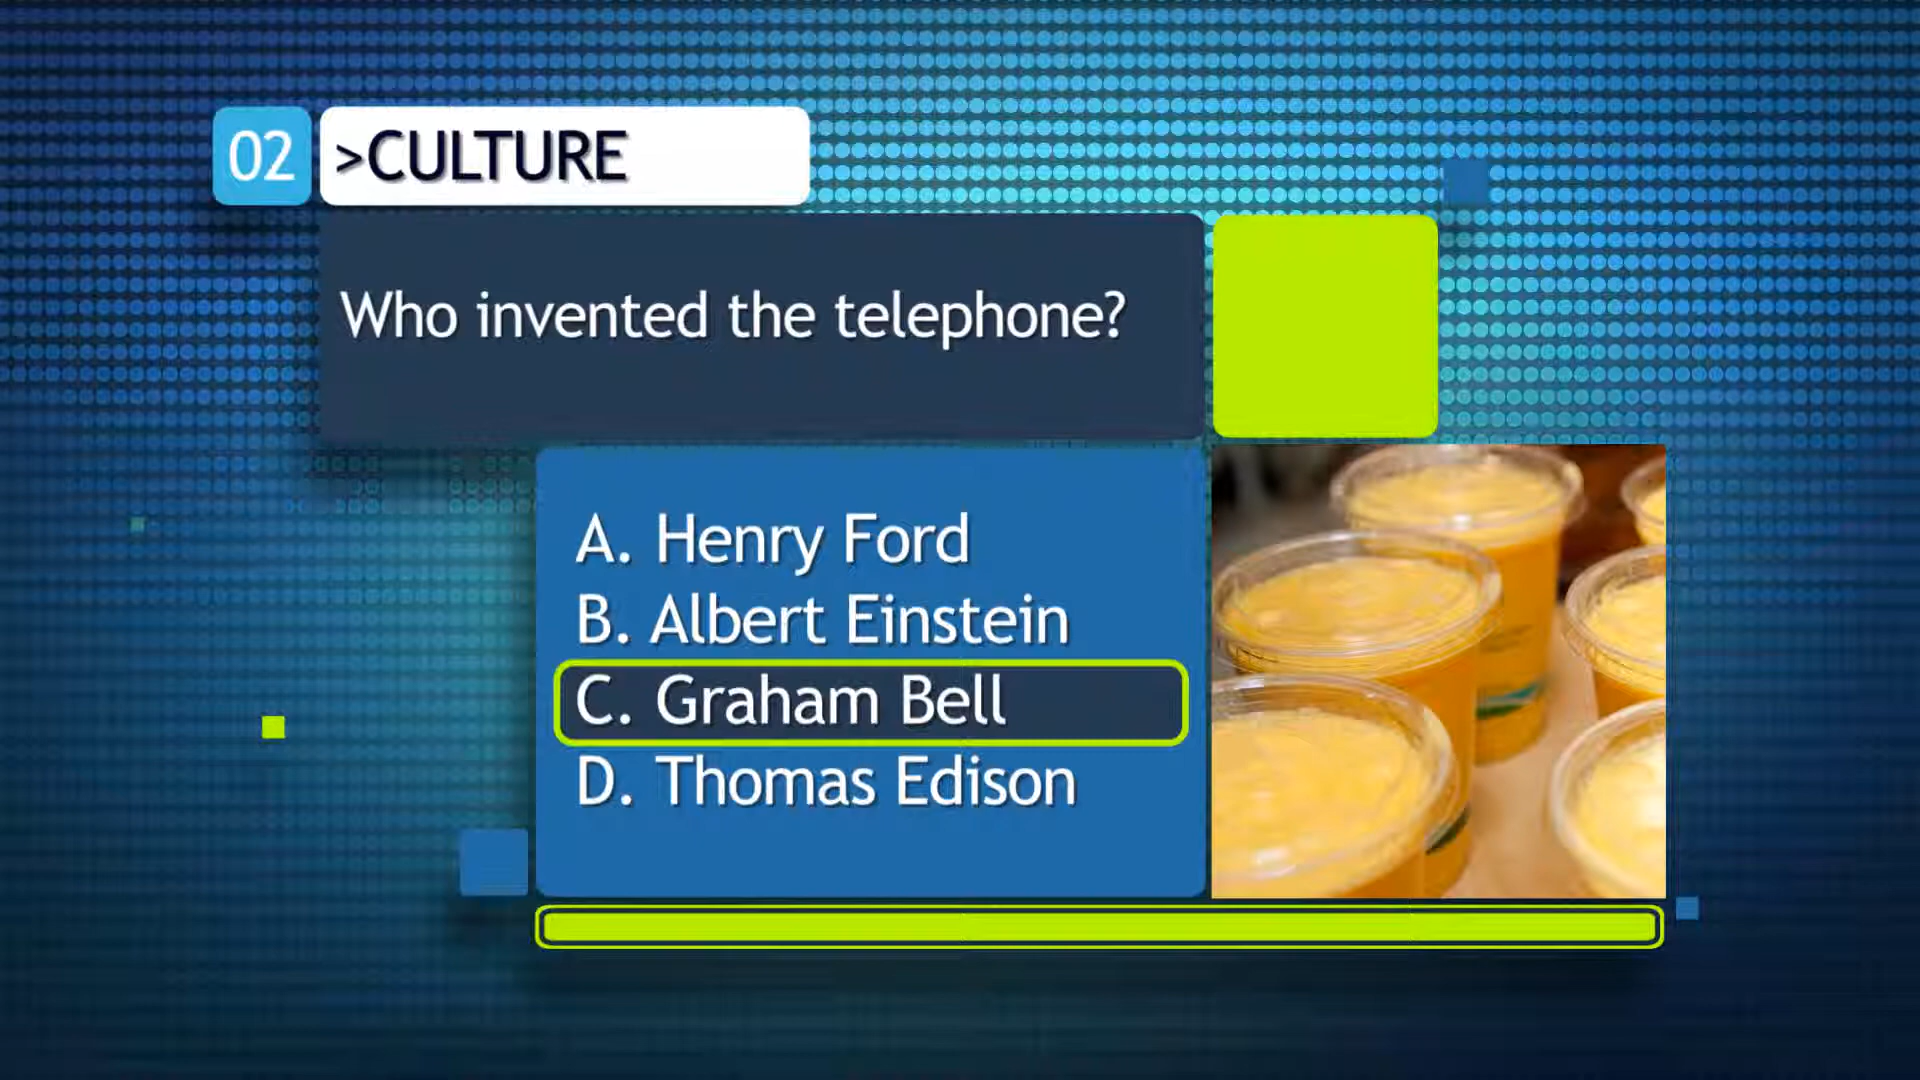 02 >CULTURE
Who invented the telephone?
A. Henry Ford
B. Albert Einstein
C. Graham Bell
D. Thomas Edison